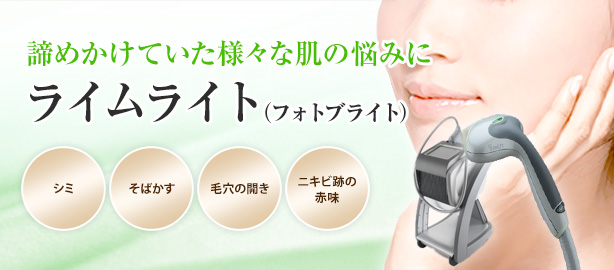 諦めかけていた様々な肌の悩みに
ライムライト(フォトブライト)
シミ
そばかす
毛穴の開き
ニキビ跡の
赤味